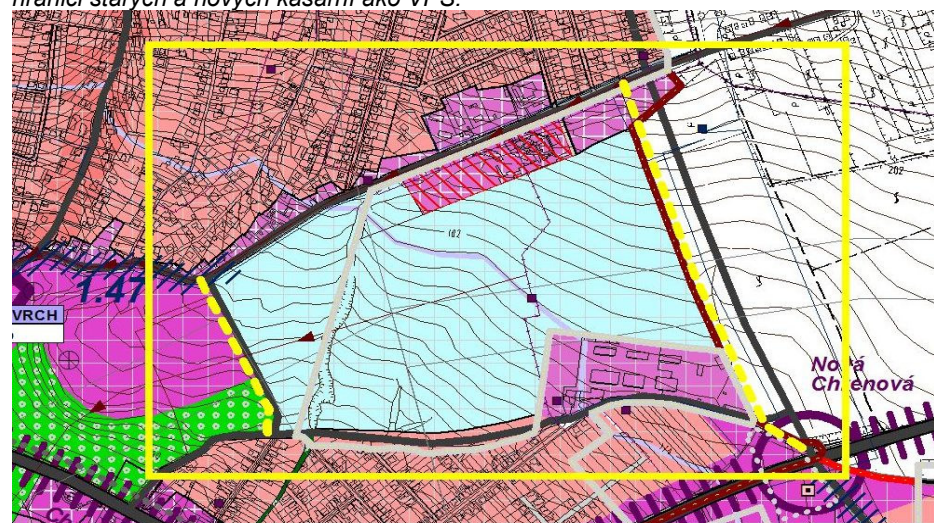 hranici starých a nových kasární ako VPS.
202
182
1.47
VRCH
Nová
Chrenová